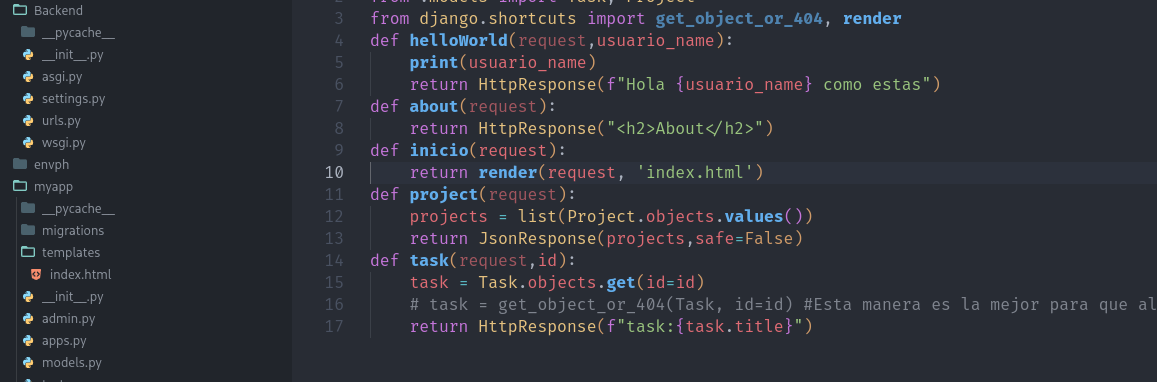 Backend
__pycache__
__init__.py
asgi.py
settings.py
urls.py
wsgi.py
envph
myapp
__pycache__
migrations
templates
index.html
__init__.py
admin.py
apps.py
models.py
3 from django.shortcuts import get_object_or_404, render
4 def helloWorld(request,usuario_name):
5     print(usuario_name)
6     return HttpResponse(f"Hola {usuario_name} como estas")
7 def about(request):
8     return HttpResponse("<h2>About</h2>")
9 def inicio(request):
10     return render(request, 'index.html')
11 def project(request):
12     projects = list(Project.objects.values())
13     return JsonResponse(projects,safe=False)
14 def task(request,id):
15     task = Task.objects.get(id=id)
16     # task = get_object_or_404(Task, id=id) #Esta manera es la mejor para que al
17     return HttpResponse(f"task:{task.title}")